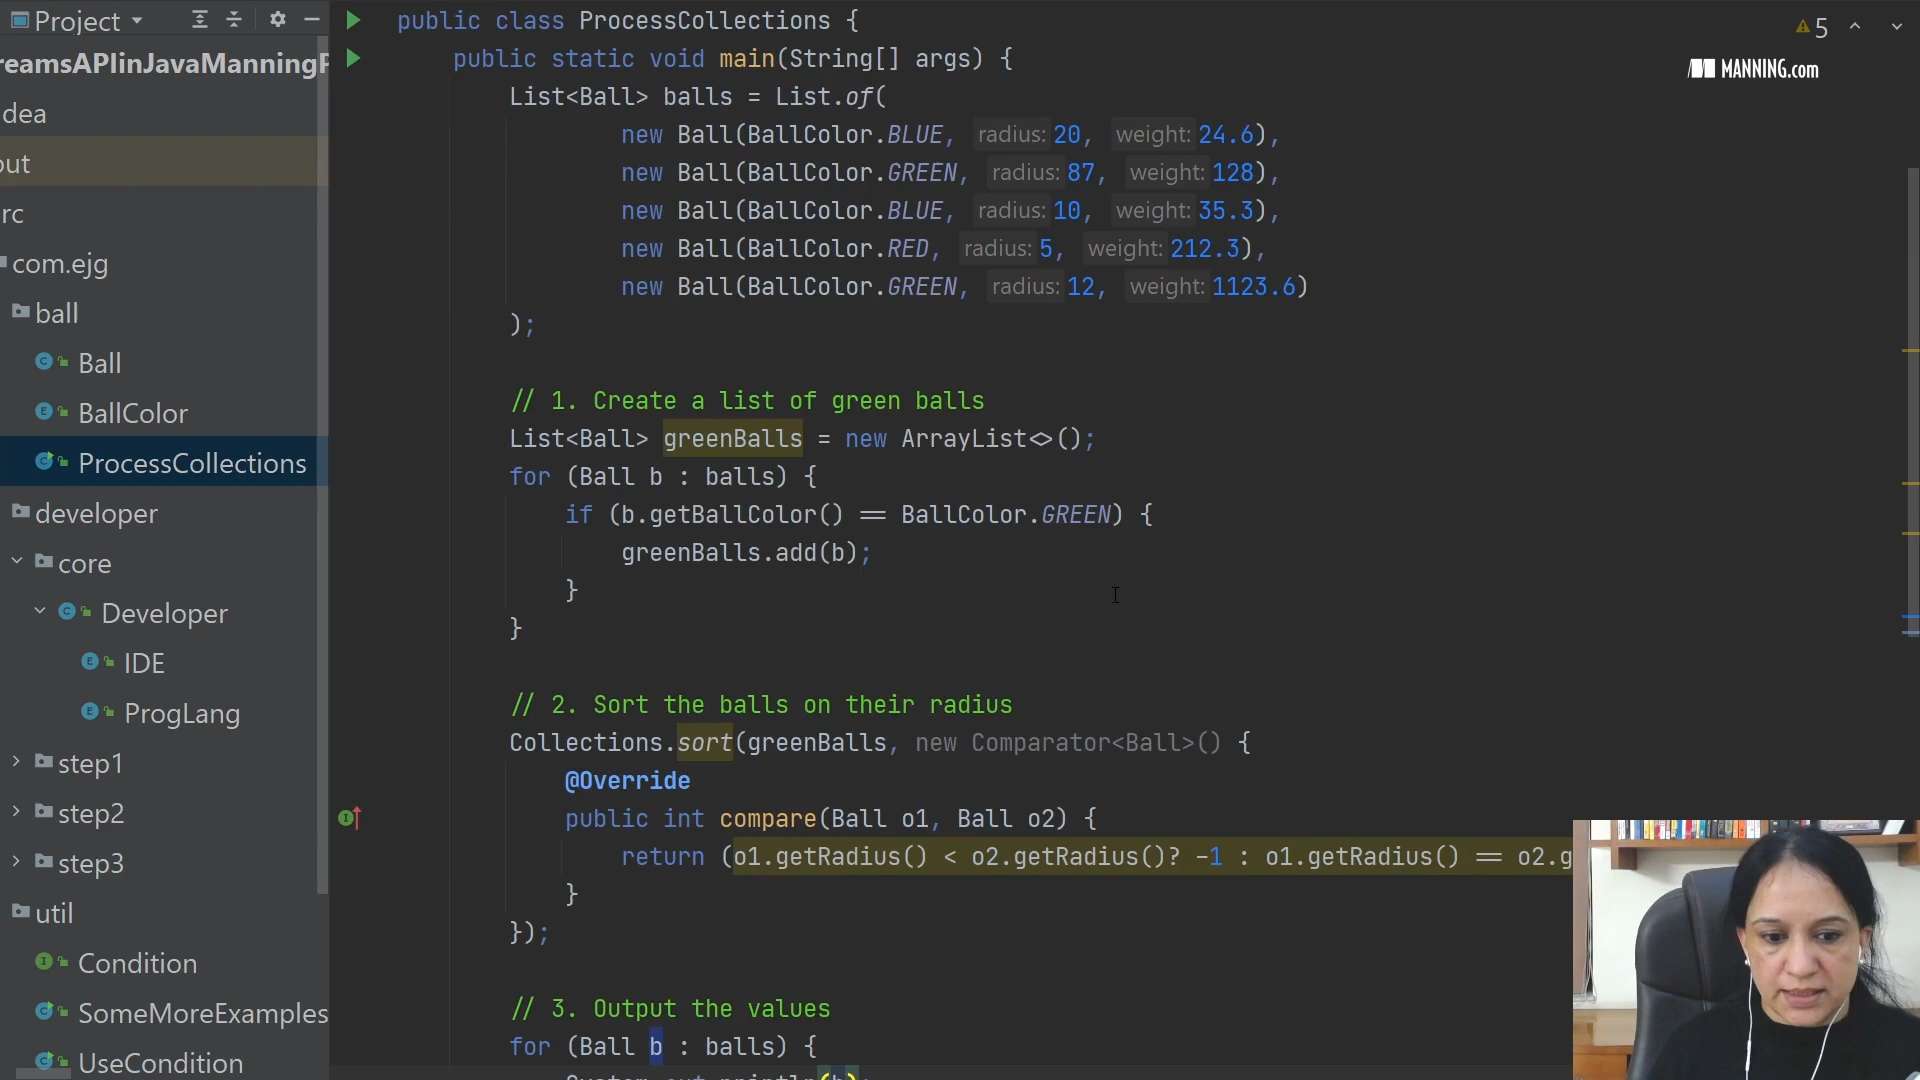 Project
reamsAPIinJavaManningP
dea
out
rc
com.ejg
ball
Ball
BallColor
ProcessCollections
developer
core
Developer
IDE
ProgLang
step1
step2
step3
util
Condition
SomeMoreExamples
UseCondition
public class ProcessCollections {
public static void main(String[] args) {
List<Ball> balls = List.of(
new Ball(BallColor.BLUE, radius: 20, weight: 24.6),
new Ball(BallColor.GREEN, radius: 87, weight: 128),
new Ball(BallColor.BLUE, radius: 10, weight: 35.3),
new Ball(BallColor.RED, radius: 5, weight: 212.3),
new Ball(BallColor.GREEN, radius: 12, weight: 1123.6)
);
// 1. Create a list of green balls
List<Ball> greenBalls = new ArrayList<>();
for (Ball b : balls) {
if (b.getBallColor() == BallColor.GREEN) {
greenBalls.add(b);
}
}
// 2. Sort the balls on their radius
Collections.sort(greenBalls, new Comparator<Ball>() {
@Override
public int compare(Ball o1, Ball o2) {
return (o1.getRadius() < o2.getRadius()? -1 : o1.getRadius() == o2.g
}
});
// 3. Output the values
for (Ball b : balls) {
5
MANNING.com